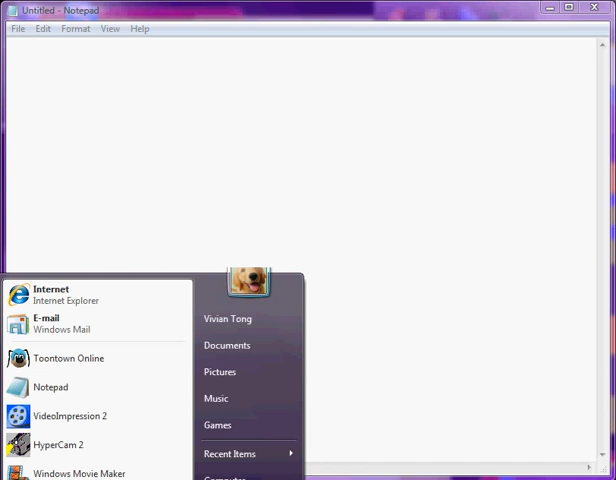 Untitled - Notepad
File Edit Format View Help
Internet
Internet Explorer
E-mail
Windows Mail
Toontown Online
Notepad
VideoImpression 2
HyperCam 2
Windows Movie Maker
Vivian Tong
Documents
Pictures
Music
Games
Recent Items
Computer